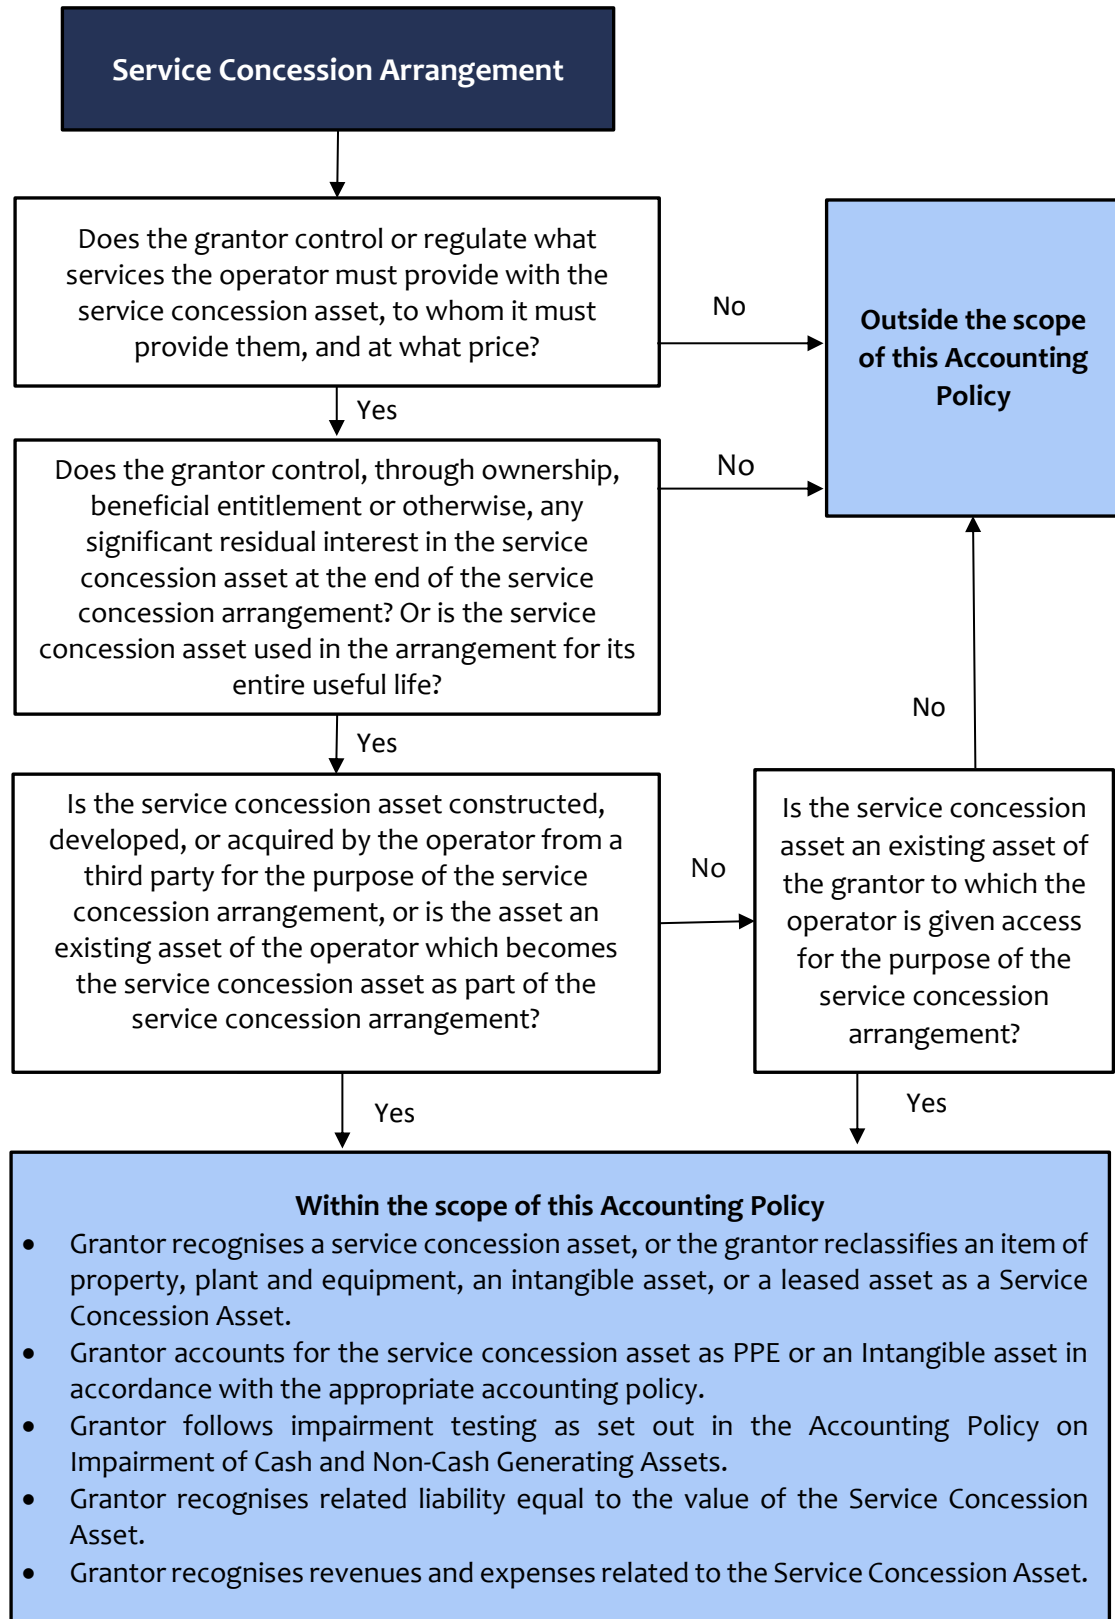 Service Concession Arrangement
Does the grantor control or regulate what
services the operator must provide with the
service concession asset, to whom it must
provide them, and at what price?
No
Outside the scope
of this Accounting
Policy
Yes
Does the grantor control, through ownership,
beneficial entitlement or otherwise, any
significant residual interest in the service
concession asset at the end of the service
concession arrangement? Or is the service
concession asset used in the arrangement for its
entire useful life?
No
No
Yes
Is the service concession asset constructed,
developed, or acquired by the operator from a
third party for the purpose of the service
concession arrangement, or is the asset an
existing asset of the operator which becomes
the service concession asset as part of the
service concession arrangement?
No
Is the service concession
asset an existing asset of
the grantor to which the
operator is given access
for the purpose of the
service concession
arrangement?
Yes
Yes
Within the scope of this Accounting Policy
• Grantor recognises a service concession asset, or the grantor reclassifies an item of
property, plant and equipment, an intangible asset, or a leased asset as a Service
Concession Asset.
• Grantor accounts for the service concession asset as PPE or an Intangible asset in
accordance with the appropriate accounting policy.
• Grantor follows impairment testing as set out in the Accounting Policy on
Impairment of Cash and Non-Cash Generating Assets.
• Grantor recognises related liability equal to the value of the Service Concession
Asset.
• Grantor recognises revenues and expenses related to the Service Concession Asset.